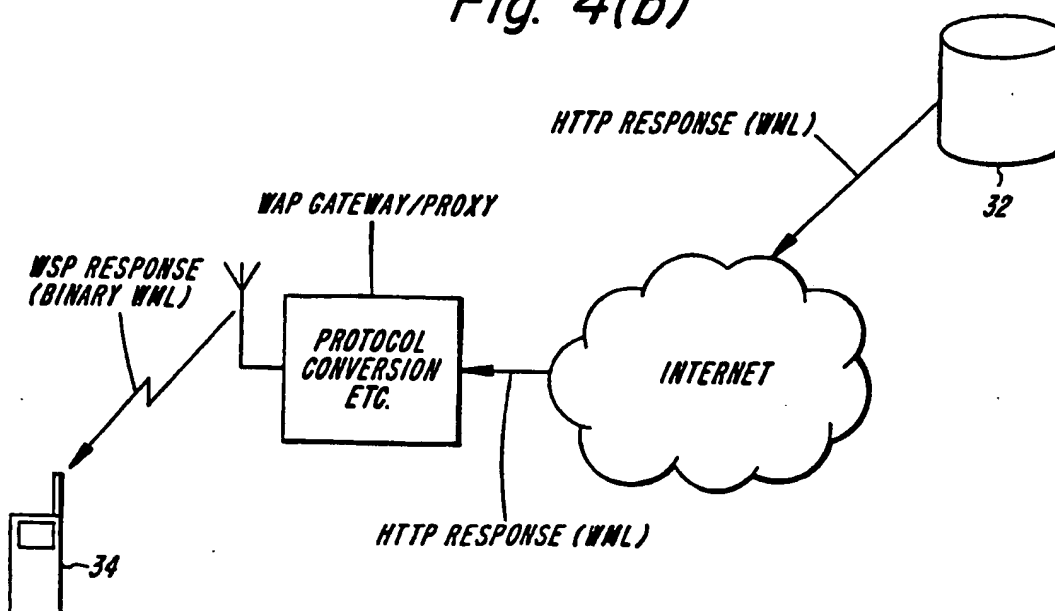 Fig. 4(b)
HTTP RESPONSE (WML)
32
WAP GATEWAY/PROXY
WSP RESPONSE
(BINARY WML)
PROTOCOL
CONVERSION
ETC.
INTERNET
HTTP RESPONSE (WML)
34